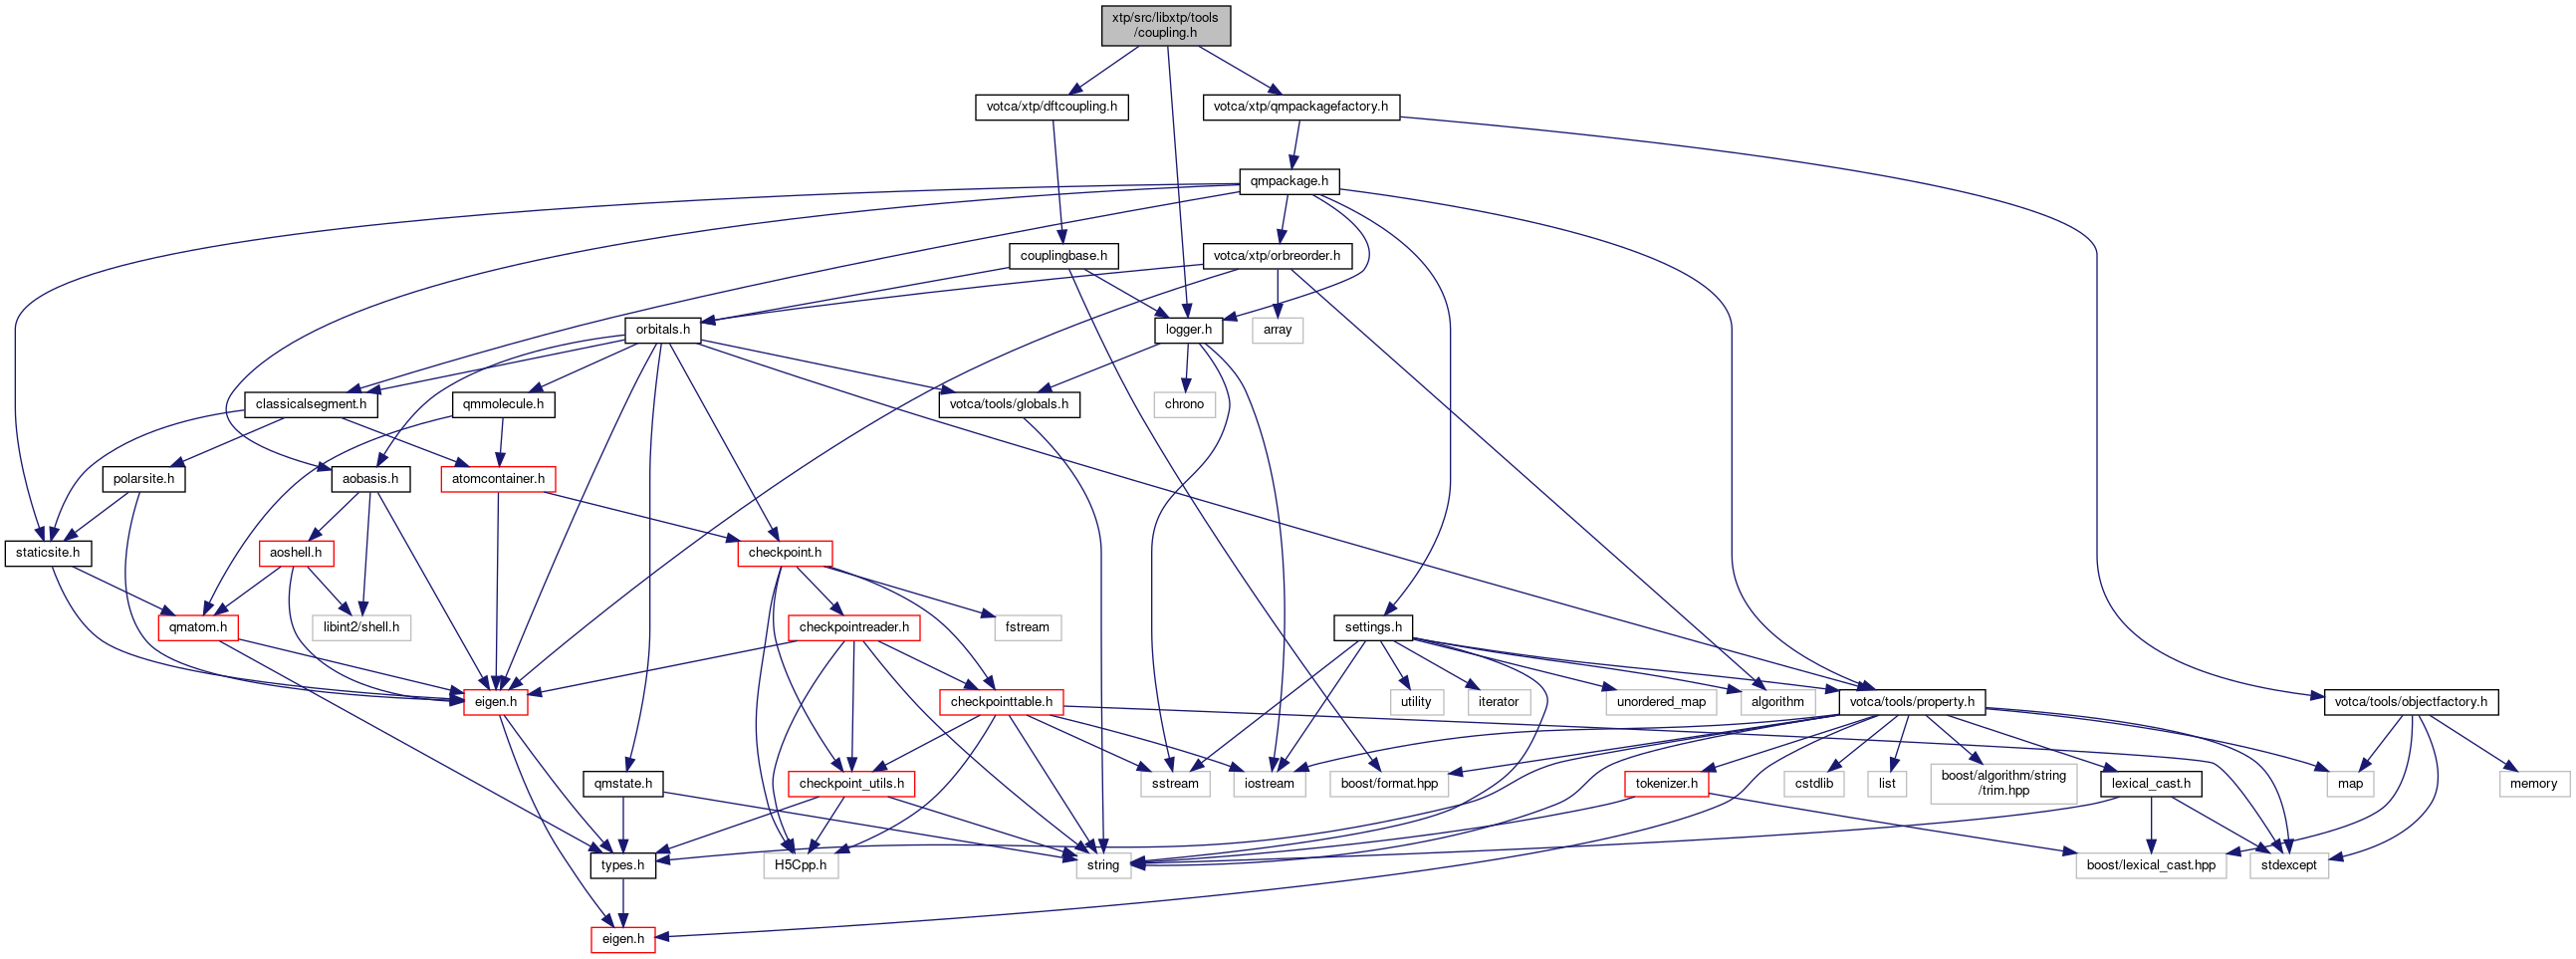 xtp/src/libxtp/tools
/coupling.h
votca/xtp/dftcoupling.h
votca/xtp/qmpackagefactory.h
qmpackage.h
couplingbase.h
votca/xtp/orbreorder.h
orbitals.h
logger.h
array
classicalsegment.h
qmmolecule.h
votca/tools/globals.h
chrono
polarsite.h
aobasis.h
atomcontainer.h
staticsite.h
aoshell.h
checkpoint.h
qmatom.h
libint2/shell.h
checkpointreader.h
fstream
settings.h
eigen.h
checkpointtable.h
utility
iterator
unordered_map
algorithm
votca/tools/property.h
votca/tools/objectfactory.h
qmstate.h
checkpoint_utils.h
sstream
iostream
boost/format.hpp
tokenizer.h
cstdlib
list
boost/algorithm/string
/trim.hpp
lexical_cast.h
map
memory
types.h
H5Cpp.h
string
boost/lexical_cast.hpp
stdexcept
eigen.h